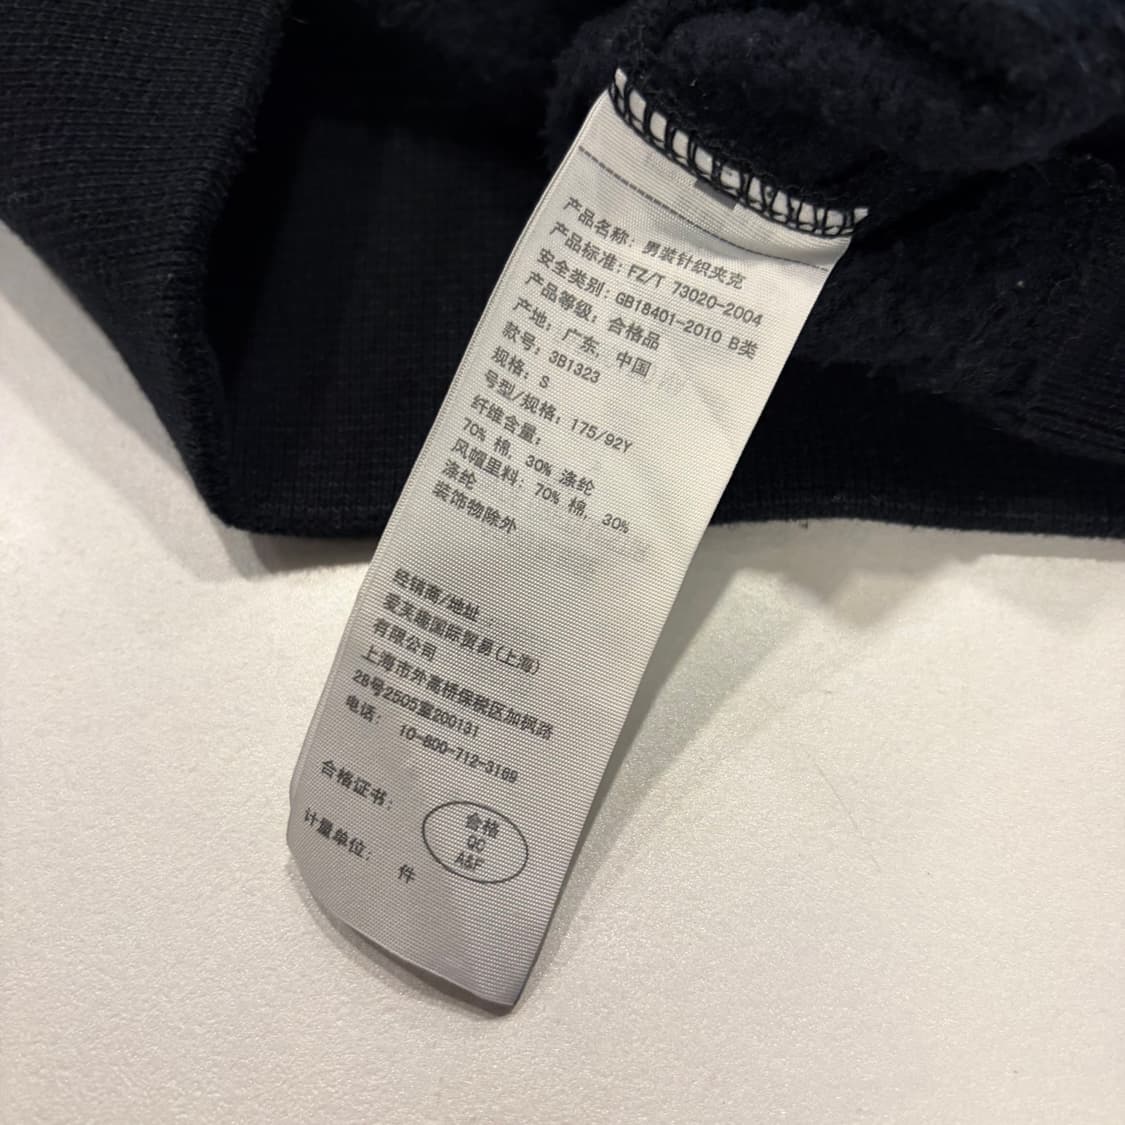 产品名称: 男装针织夹克
产品标准: FZ/T 73020-2004
安全类别: GB18401-2010 B类
产品等级: 合格品
产地: 广东, 中国
款号: 3B1323
规格: S
号型/规格: 175/92Y
纤维含量:
70% 棉, 30% 涤纶
风帽里料: 70% 棉, 30%
涤纶
装饰物除外
经销商/地址:
爱芙趣国际贸易(上海)
有限公司
上海市外高桥保税区加枫路
28号2505室200131
电话: 10-800-712-3169
合格证书:
合格
QC
A&F
计量单位: 件